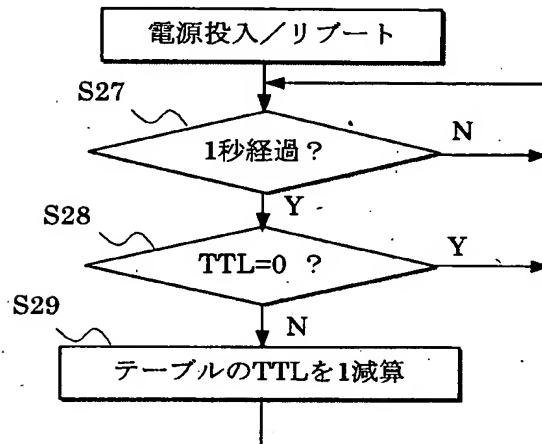 電源投入/リブート
S27
1秒経過?
N
Y
S28
TTL=0 ?
Y
N
S29
テーブルのTTLを1減算